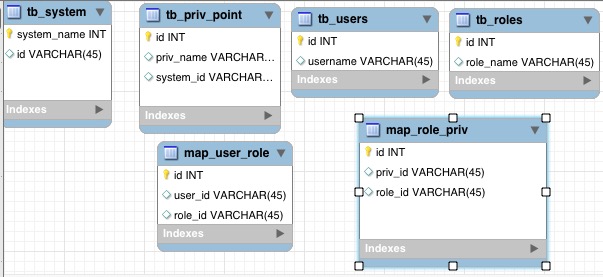 tb_system
system_name INT
id VARCHAR(45)
Indexes
tb_priv_point
id INT
priv_name VARCHAR...
system_id VARCHAR...
Indexes
tb_users
id INT
username VARCHAR(45)
Indexes
tb_roles
id INT
role_name VARCHAR(45)
Indexes
map_user_role
id INT
user_id VARCHAR(45)
role_id VARCHAR(45)
Indexes
map_role_priv
id INT
priv_id VARCHAR(45)
role_id VARCHAR(45)
Indexes